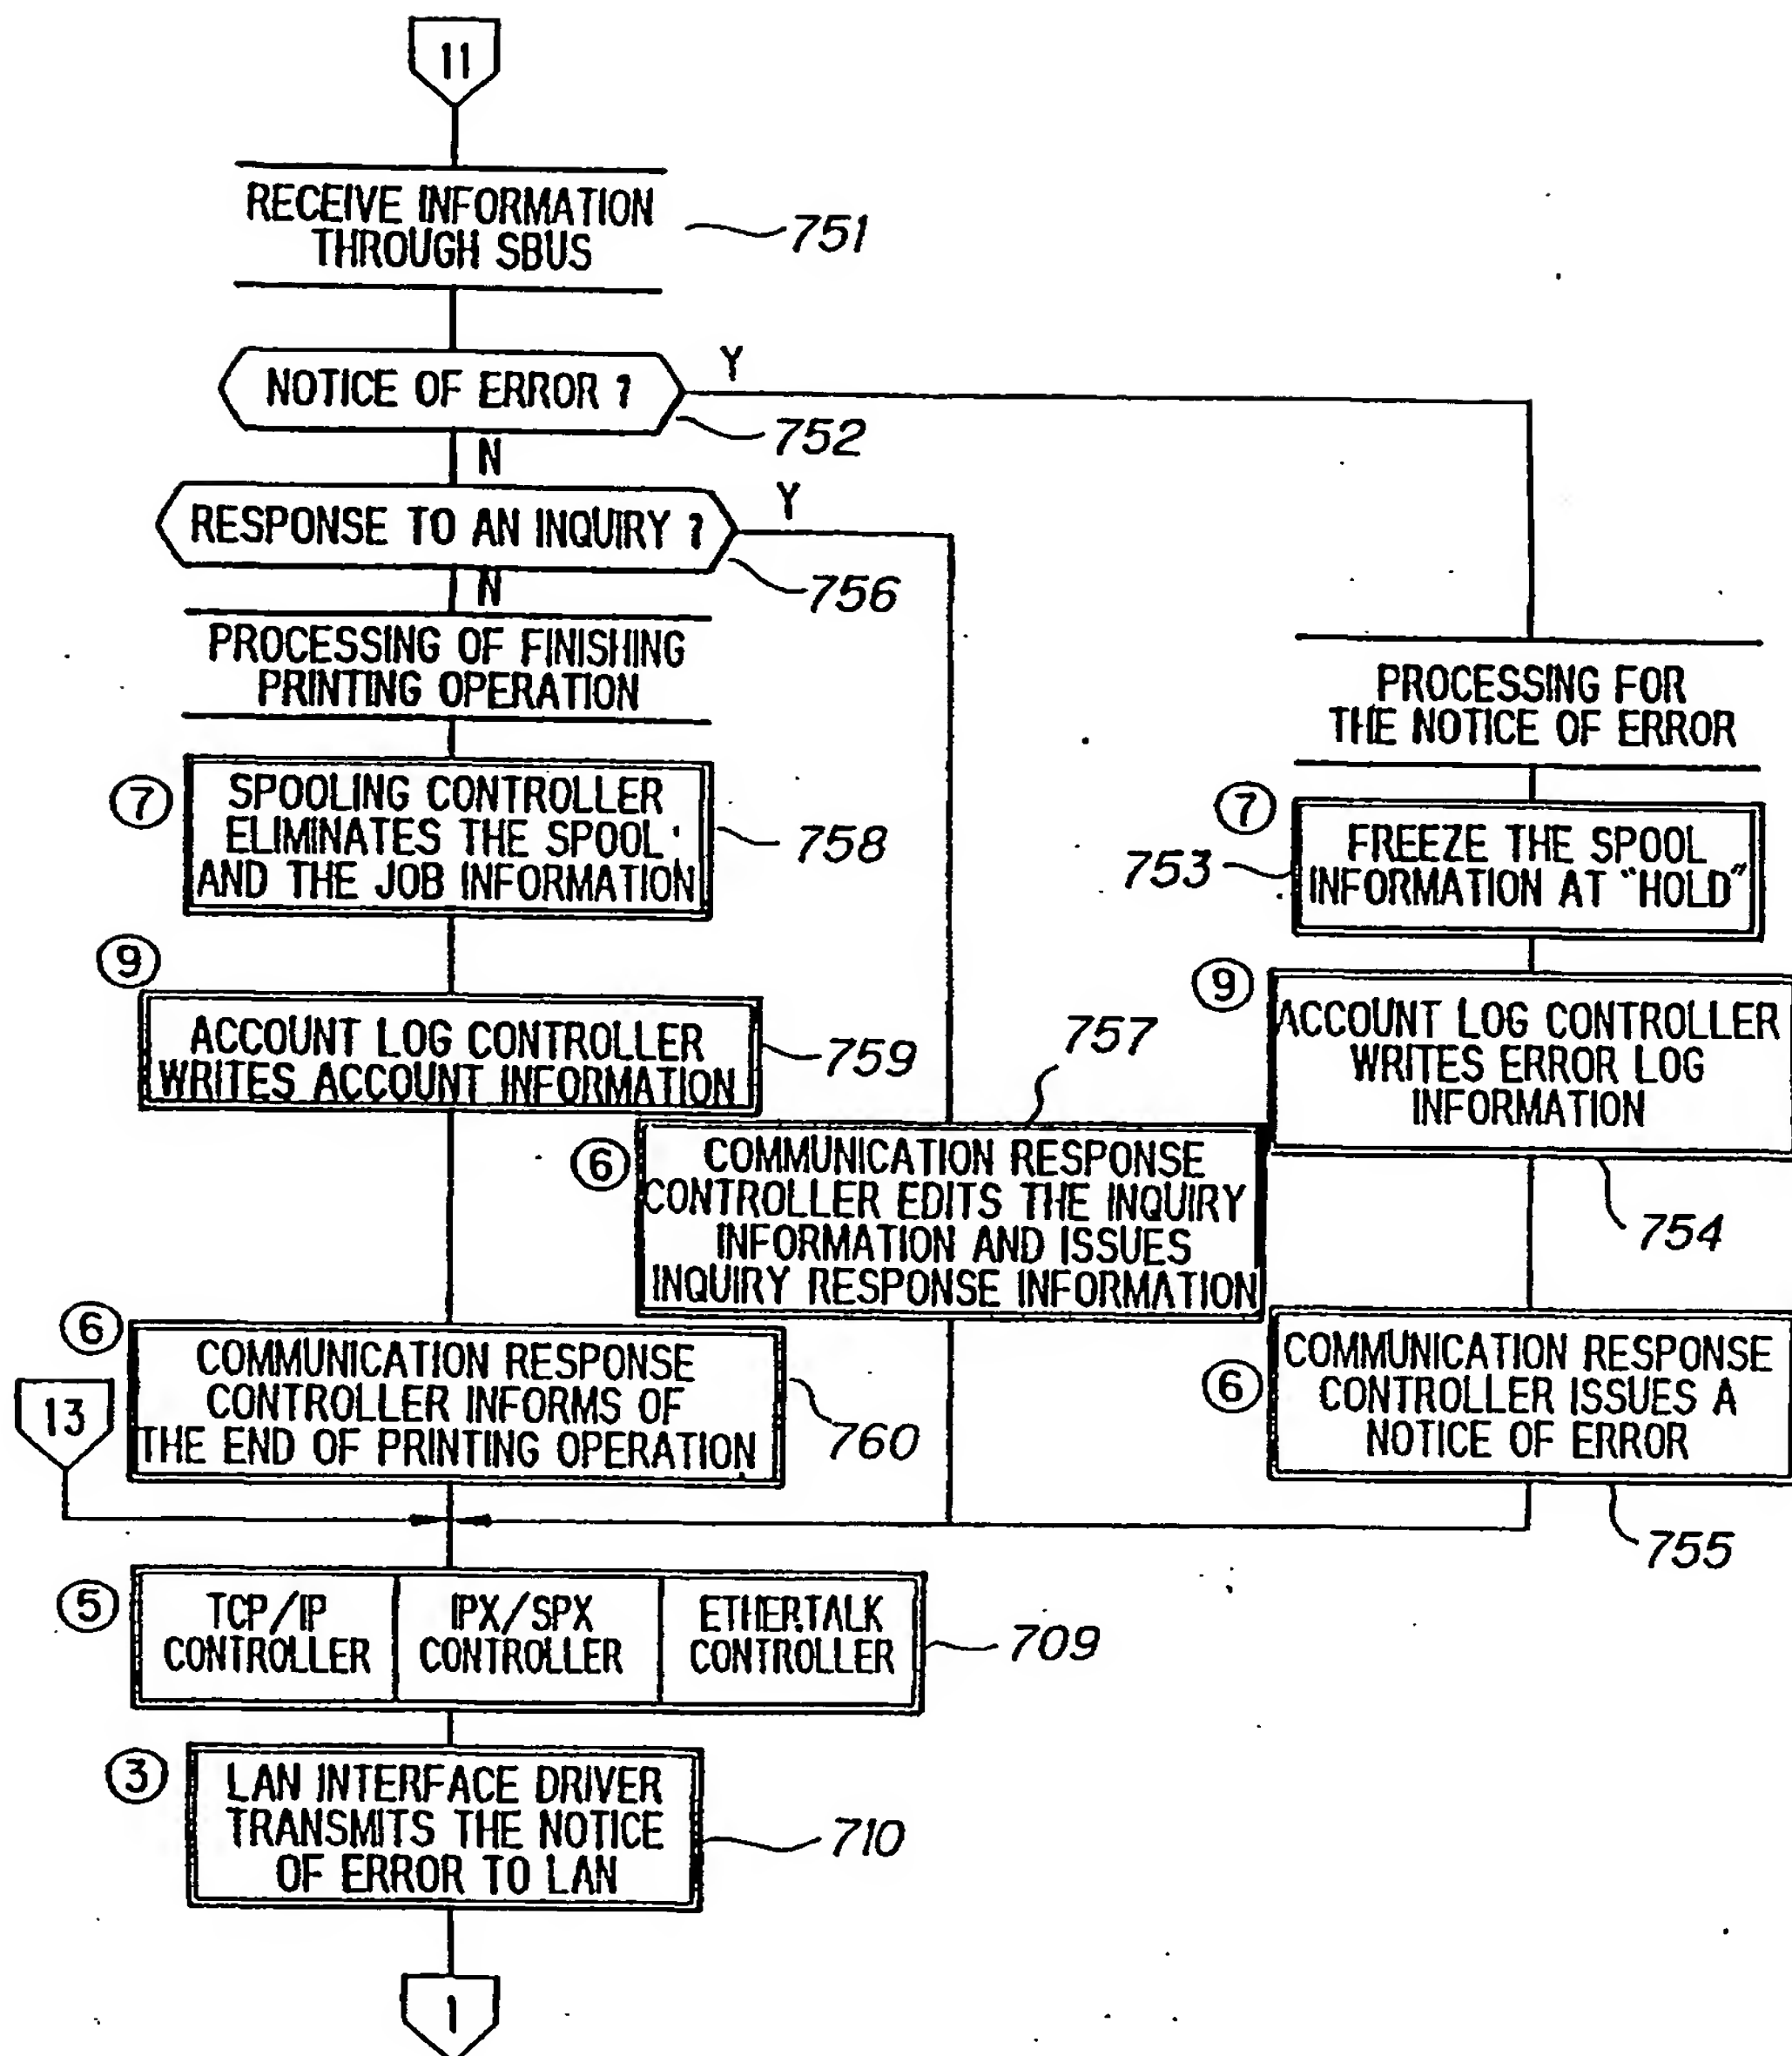 11
RECEIVE INFORMATION
THROUGH SBUS
751
NOTICE OF ERROR ?
Y
752
N
RESPONSE TO AN INQUIRY ?
Y
756
N
PROCESSING OF FINISHING
PRINTING OPERATION
PROCESSING FOR
THE NOTICE OF ERROR
7
SPOOLING CONTROLLER
ELIMINATES THE SPOOL
AND THE JOB INFORMATION
758
7
753
FREEZE THE SPOOL
INFORMATION AT "HOLD"
9
ACCOUNT LOG CONTROLLER
WRITES ACCOUNT INFORMATION
759
9
ACCOUNT LOG CONTROLLER
WRITES ERROR LOG
INFORMATION
754
757
6
COMMUNICATION RESPONSE
CONTROLLER EDITS THE INQUIRY
INFORMATION AND ISSUES
INQUIRY RESPONSE INFORMATION
6
COMMUNICATION RESPONSE
CONTROLLER INFORMS OF
THE END OF PRINTING OPERATION
760
6
COMMUNICATION RESPONSE
CONTROLLER ISSUES A
NOTICE OF ERROR
755
13
5
TCP/IP
CONTROLLER
IPX/SPX
CONTROLLER
ETHERTALK
CONTROLLER
709
3
LAN INTERFACE DRIVER
TRANSMITS THE NOTICE
OF ERROR TO LAN
710
1